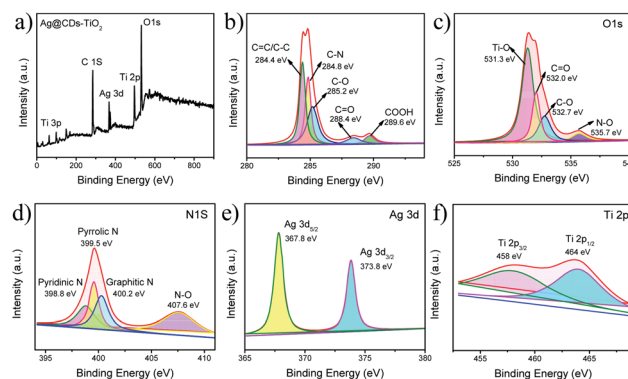 a)
Ag@CDs-TiO2
O1s
C 1S
Ti 2p
Ag 3d
Ti 3p
Intensity (a.u.)
0 200 400 600 800
Binding Energy (eV)
b)
C=C/C-C
284.4 eV
C-N
284.8 eV
C-O
285.2 eV
C=O
288.4 eV
COOH
289.6 eV
Intensity (a.u.)
280 285 290
Binding Energy (eV)
c)
O1s
Ti-O
531.3 eV
C=O
532.0 eV
C-O
532.7 eV
N-O
535.7 eV
Intensity (a.u.)
525 530 535
Binding Energy (eV)
d)
N1S
Pyrrolic N
399.5 eV
Pyridinic N
398.8 eV
Graphitic N
400.2 eV
N-O
407.6 eV
Intensity (a.u.)
395 400 405 410
Binding Energy (eV)
e)
Ag 3d
Ag 3d5/2
367.8 eV
Ag 3d3/2
373.8 eV
Intensity (a.u.)
365 370 375 380
Binding Energy (eV)
f)
Ti 2p
Ti 2p3/2
458 eV
Ti 2p1/2
464 eV
Intensity (a.u.)
455 460 465
Binding Energy (eV)